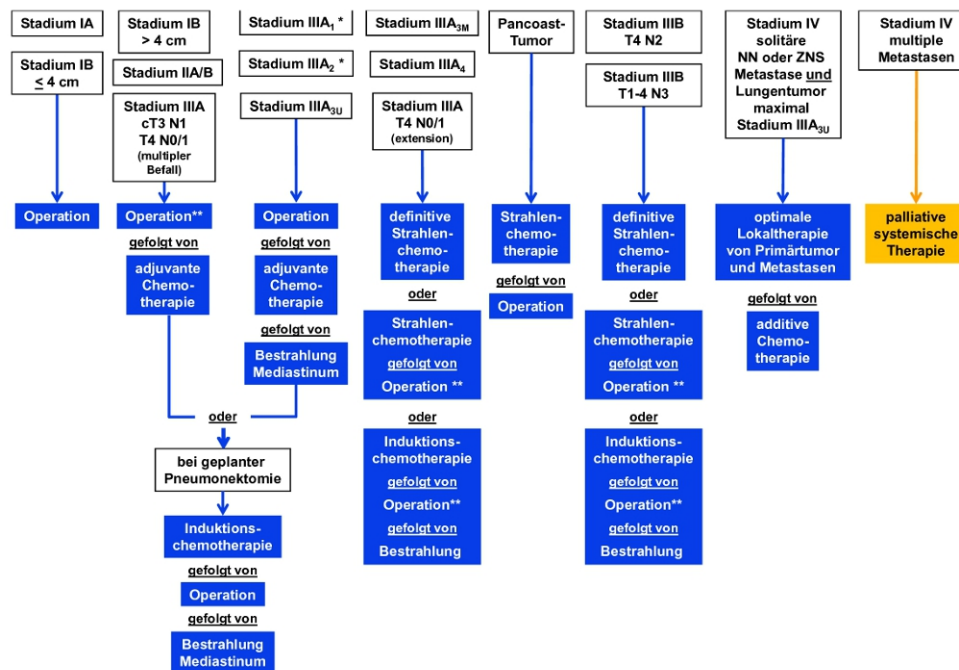 Stadium IA
Stadium IB
≤ 4 cm
Operation
Stadium IB
> 4 cm
Stadium IIA/B
Stadium IIIA
cT3 N1
T4 N0/1
(multipler
Befall)
Operation**
gefolgt von
adjuvante
Chemo-
therapie
Stadium IIIA1 *
Stadium IIIA2 *
Stadium IIIA3U
Operation
gefolgt von
adjuvante
Chemo-
therapie
gefolgt von
Bestrahlung
Mediastinum
oder
bei geplanter
Pneumonektomie
Induktions-
chemotherapie
gefolgt von
Operation
gefolgt von
Bestrahlung
Mediastinum
Stadium IIIA3M
Stadium IIIA4
Stadium IIIA
T4 N0/1
(extension)
definitive
Strahlen-
chemo-
therapie
oder
Strahlen-
chemotherapie
gefolgt von
Operation **
oder
Induktions-
chemotherapie
gefolgt von
Operation**
gefolgt von
Bestrahlung
Pancoast-
Tumor
Strahlen-
chemo-
therapie
gefolgt von
Operation
Stadium IIIB
T4 N2
Stadium IIIB
T1-4 N3
definitive
Strahlen-
chemo-
therapie
oder
Strahlen-
chemotherapie
gefolgt von
Operation **
oder
Induktions-
chemotherapie
gefolgt von
Operation**
gefolgt von
Bestrahlung
Stadium IV
solitäre
NN oder ZNS
Metastase und
Lungentumor
maximal
Stadium IIIA3U
optimale
Lokaltherapie
von Primärtumor
und Metastasen
gefolgt von
additive
Chemo-
therapie
Stadium IV
multiple
Metastasen
palliative
systemische
Therapie